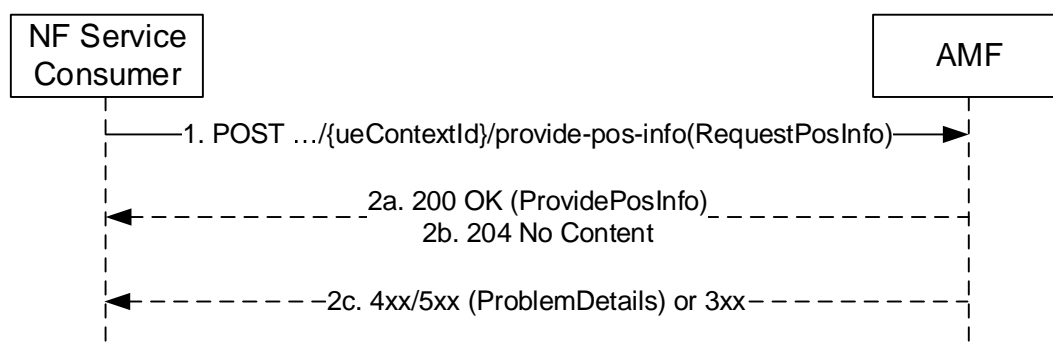 NF Service
Consumer
AMF
1. POST …/{ueContextId}/provide-pos-info(RequestPosInfo)
2a. 200 OK (ProvidePosInfo)
2b. 204 No Content
2c. 4xx/5xx (ProblemDetails) or 3xx